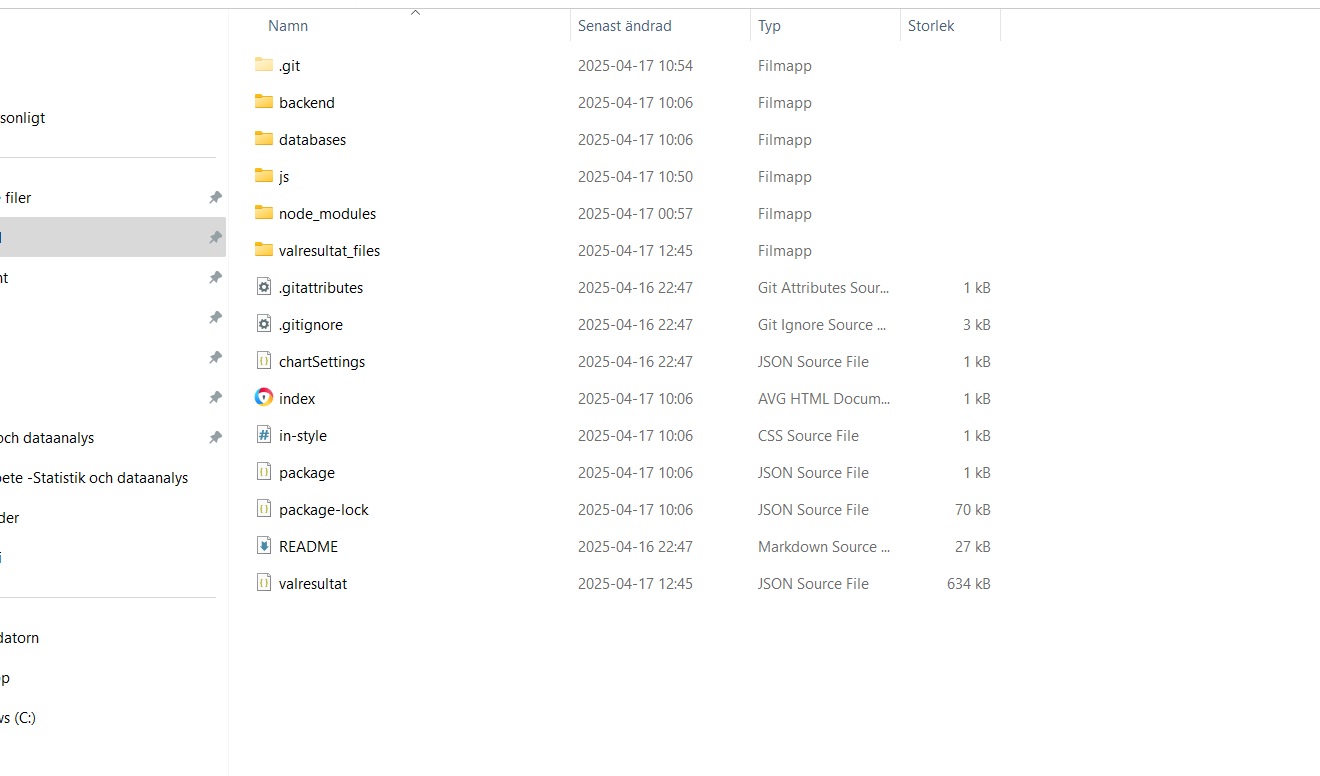 Namn Senast ändrad Typ Storlek
.git 2025-04-17 10:54 Filmapp
backend 2025-04-17 10:06 Filmapp
sonligt
databases 2025-04-17 10:06 Filmapp
js 2025-04-17 10:50 Filmapp
filer
node_modules 2025-04-17 00:57 Filmapp
valresultat_files 2025-04-17 12:45 Filmapp
.gitattributes 2025-04-16 22:47 Git Attributes Sour... 1 kB
.gitignore 2025-04-16 22:47 Git Ignore Source ... 3 kB
chartSettings 2025-04-16 22:47 JSON Source File 1 kB
index 2025-04-17 10:06 AVG HTML Docum... 1 kB
in-style 2025-04-17 10:06 CSS Source File 1 kB
och dataanalys
package 2025-04-17 10:06 JSON Source File 1 kB
ete -Statistik och dataanalys
package-lock 2025-04-17 10:06 JSON Source File 70 kB
der
README 2025-04-16 22:47 Markdown Source ... 27 kB
valresultat 2025-04-17 12:45 JSON Source File 634 kB
datorn
vs (C:)